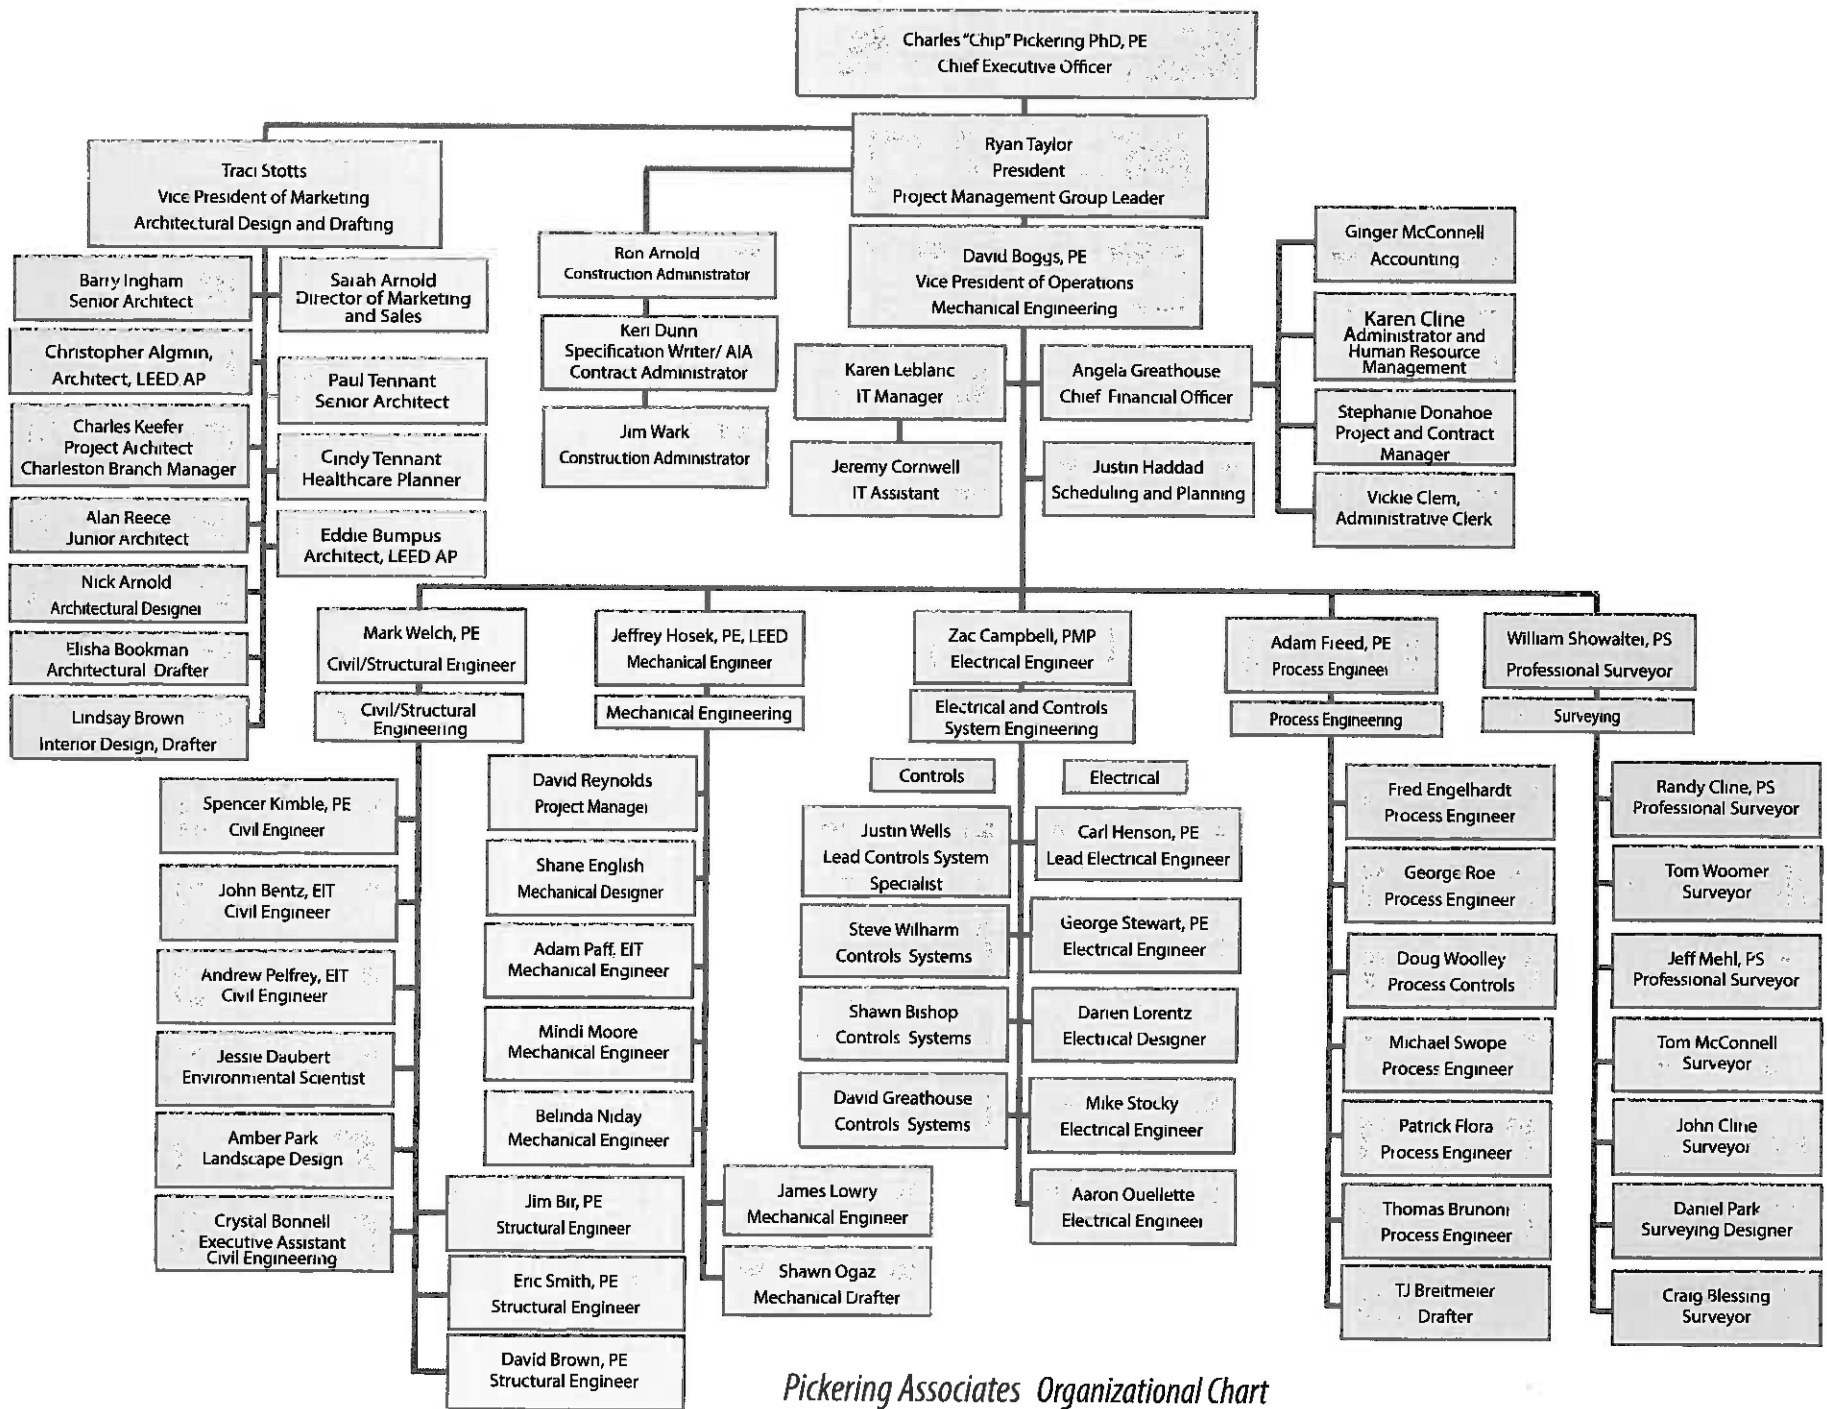 Charles "Chip" Pickering PhD, PE
Chief Executive Officer
Ryan Taylor
President
Project Management Group Leader
Traci Stotts
Vice President of Marketing
Architectural Design and Drafting
Barry Ingham
Senior Architect
Sarah Arnold
Director of Marketing
and Sales
Christopher Algmin,
Architect, LEED AP
Paul Tennant
Senior Architect
Charles Keefer
Project Architect
Charleston Branch Manager
Cindy Tennant
Healthcare Planner
Alan Reece
Junior Architect
Eddie Bumpus
Architect, LEED AP
Nick Arnold
Architectural Designer
Elisha Bookman
Architectural Drafter
Lindsay Brown
Interior Design, Drafter
Ron Arnold
Construction Administrator
Keri Dunn
Specification Writer/ AIA
Contract Administrator
Jim Wark
Construction Administrator
David Boggs, PE
Vice President of Operations
Mechanical Engineering
Karen Leblanc
IT Manager
Angela Greathouse
Chief Financial Officer
Jeremy Cornwell
IT Assistant
Justin Haddad
Scheduling and Planning
Ginger McConnell
Accounting
Karen Cline
Administrator and
Human Resource
Management
Stephanie Donahoe
Project and Contract
Manager
Vickie Clem,
Administrative Clerk
Mark Welch, PE
Civil/Structural Engineer
Civil/Structural
Engineering
Spencer Kimble, PE
Civil Engineer
John Bentz, EIT
Civil Engineer
Andrew Pelfrey, EIT
Civil Engineer
Jessie Daubert
Environmental Scientist
Amber Park
Landscape Design
Crystal Bonnell
Executive Assistant
Civil Engineering
Jim Bir, PE
Structural Engineer
Eric Smith, PE
Structural Engineer
David Brown, PE
Structural Engineer
Jeffrey Hosek, PE, LEED
Mechanical Engineer
Mechanical Engineering
David Reynolds
Project Manager
Shane English
Mechanical Designer
Adam Paff, EIT
Mechanical Engineer
Mindi Moore
Mechanical Engineer
Belinda Niday
Mechanical Engineer
James Lowry
Mechanical Engineer
Shawn Ogaz
Mechanical Drafter
Zac Campbell, PMP
Electrical Engineer
Electrical and Controls
System Engineering
Controls
Electrical
Justin Wells
Lead Controls System
Specialist
Carl Henson, PE
Lead Electrical Engineer
Steve Wilharm
Controls Systems
George Stewart, PE
Electrical Engineer
Shawn Bishop
Controls Systems
Darien Lorentz
Electrical Designer
David Greathouse
Controls Systems
Mike Stocky
Electrical Engineer
Aaron Ouellette
Electrical Engineer
Adam Freed, PE
Process Engineer
Process Engineering
Fred Engelhardt
Process Engineer
George Roe
Process Engineer
Doug Woolley
Process Controls
Michael Swope
Process Engineer
Patrick Flora
Process Engineer
Thomas Brunoni
Process Engineer
TJ Breitmeier
Drafter
William Showalter, PS
Professional Surveyor
Surveying
Randy Cline, PS
Professional Surveyor
Tom Woomer
Surveyor
Jeff Mehl, PS
Professional Surveyor
Tom McConnell
Surveyor
John Cline
Surveyor
Daniel Park
Surveying Designer
Craig Blessing
Surveyor
Pickering Associates Organizational Chart